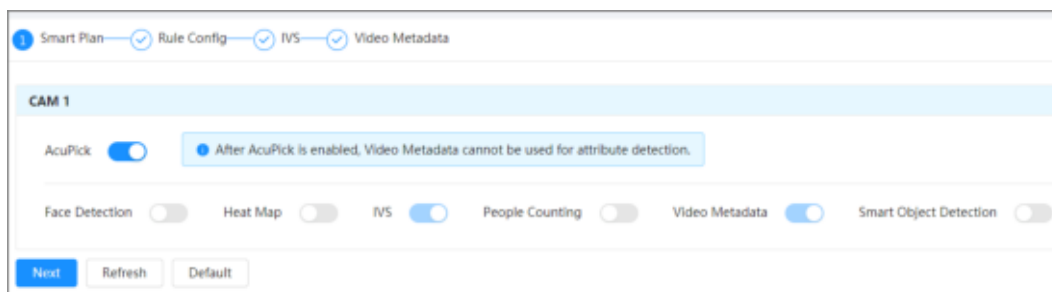 1 Smart Plan Rule Config IVS Video Metadata
CAM 1
AcuPick After AcuPick is enabled, Video Metadata cannot be used for attribute detection.
Face Detection Heat Map IVS People Counting Video Metadata Smart Object Detection
Next Refresh Default